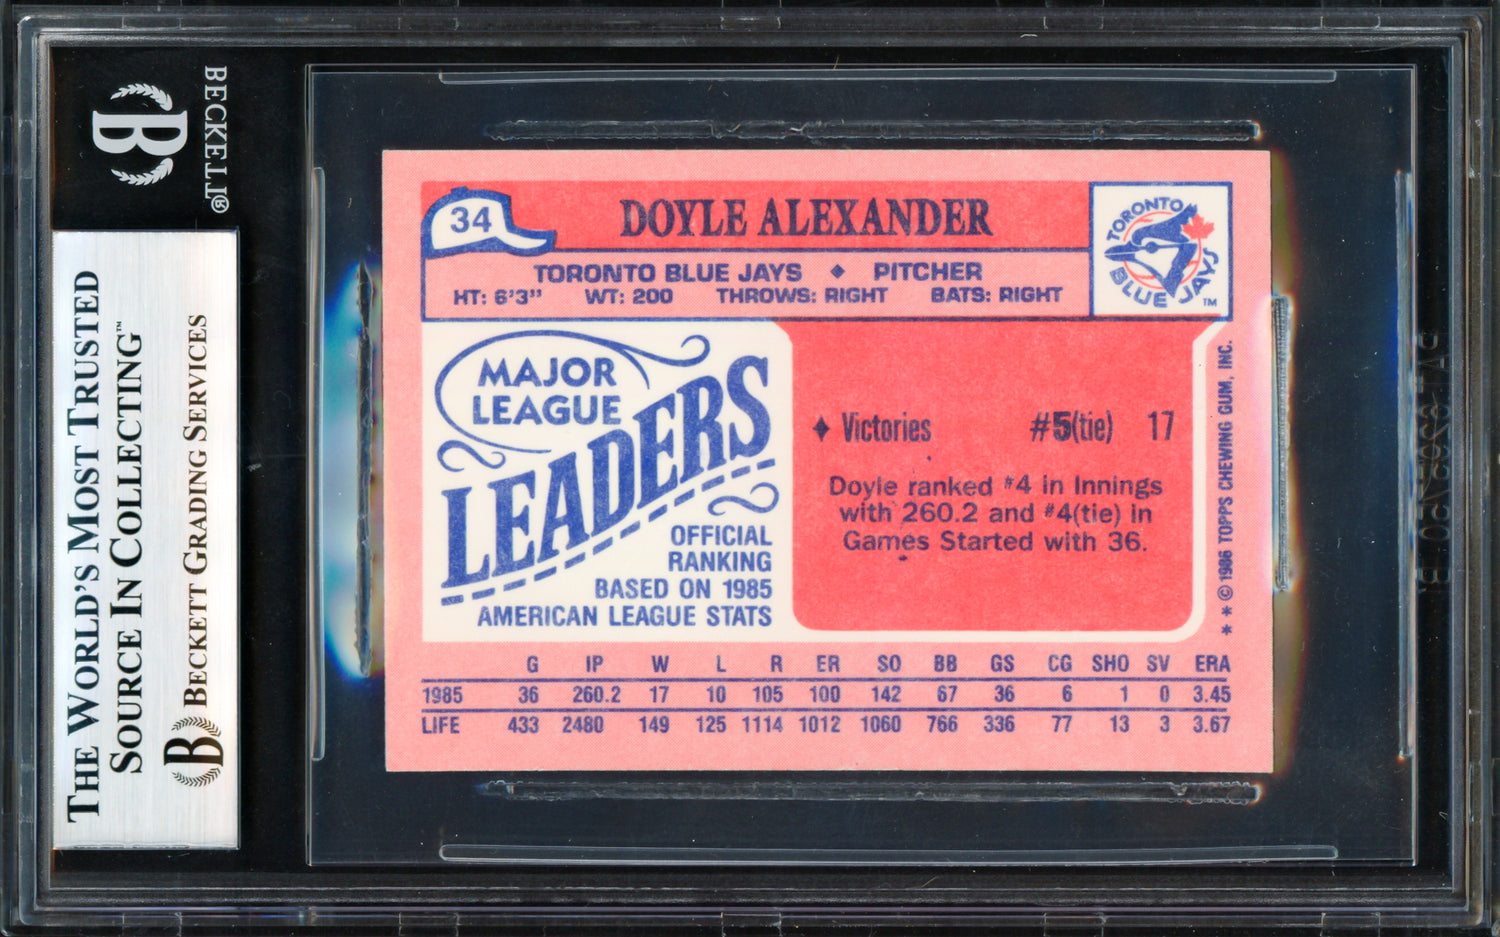 BECKETT®
B
THE WORLD'S MOST TRUSTED
SOURCE IN COLLECTING™
B BECKETT GRADING SERVICES
34
DOYLE ALEXANDER
TORONTO BLUE JAYS ♦ PITCHER
HT: 6'3" WT: 200 THROWS: RIGHT BATS: RIGHT
TORONTO
BLUE JAYS
TM
MAJOR
LEAGUE
LEADERS
OFFICIAL
RANKING
BASED ON 1985
AMERICAN LEAGUE STATS
♦ Victories #5(tie) 17
Doyle ranked #4 in Innings
with 260.2 and #4(tie) in
Games Started with 36.
* * © 1986 TOPPS CHEWING GUM, INC.
G IP W L R ER SO BB GS CG SHO SV ERA
1985 36 260.2 17 10 105 100 142 67 36 6 1 0 3.45
LIFE 433 2480 149 125 1114 1012 1060 766 336 77 13 3 3.67